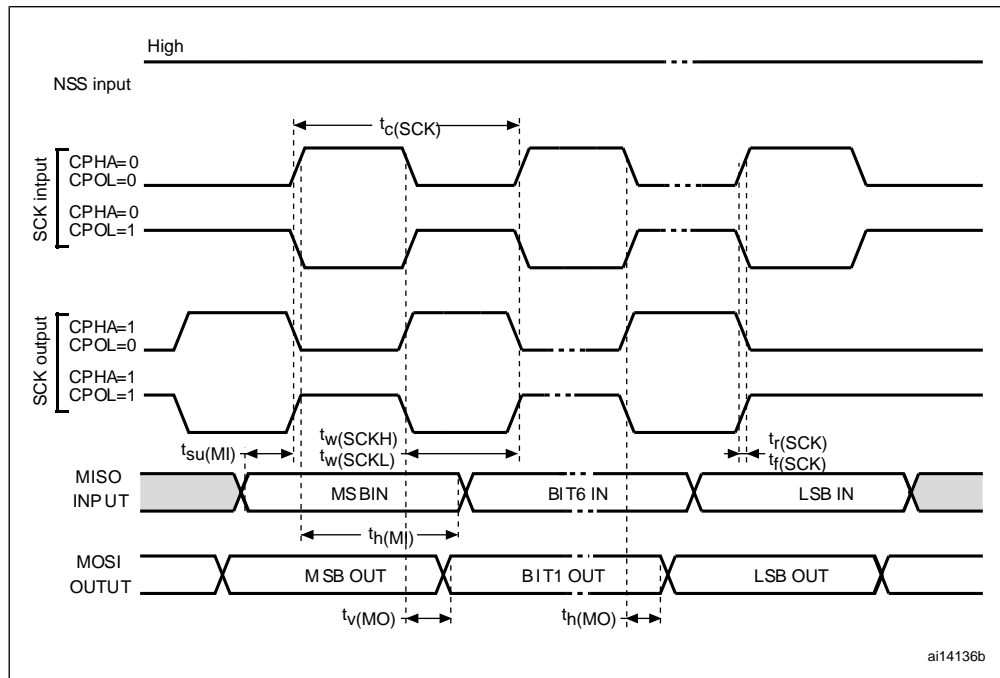 High
NSS input
tc(SCK)
SCK intput
CPHA=0
CPOL=0
CPHA=0
CPOL=1
SCK output
CPHA=1
CPOL=0
CPHA=1
CPOL=1
tsu(MI)
tw(SCKH)
tw(SCKL)
tr(SCK)
tf(SCK)
MISO
INPUT
MSBIN
BIT6 IN
LSB IN
th(MI)
MOSI
OUTUT
MSB OUT
BIT1 OUT
LSB OUT
tv(MO)
th(MO)
ai14136b